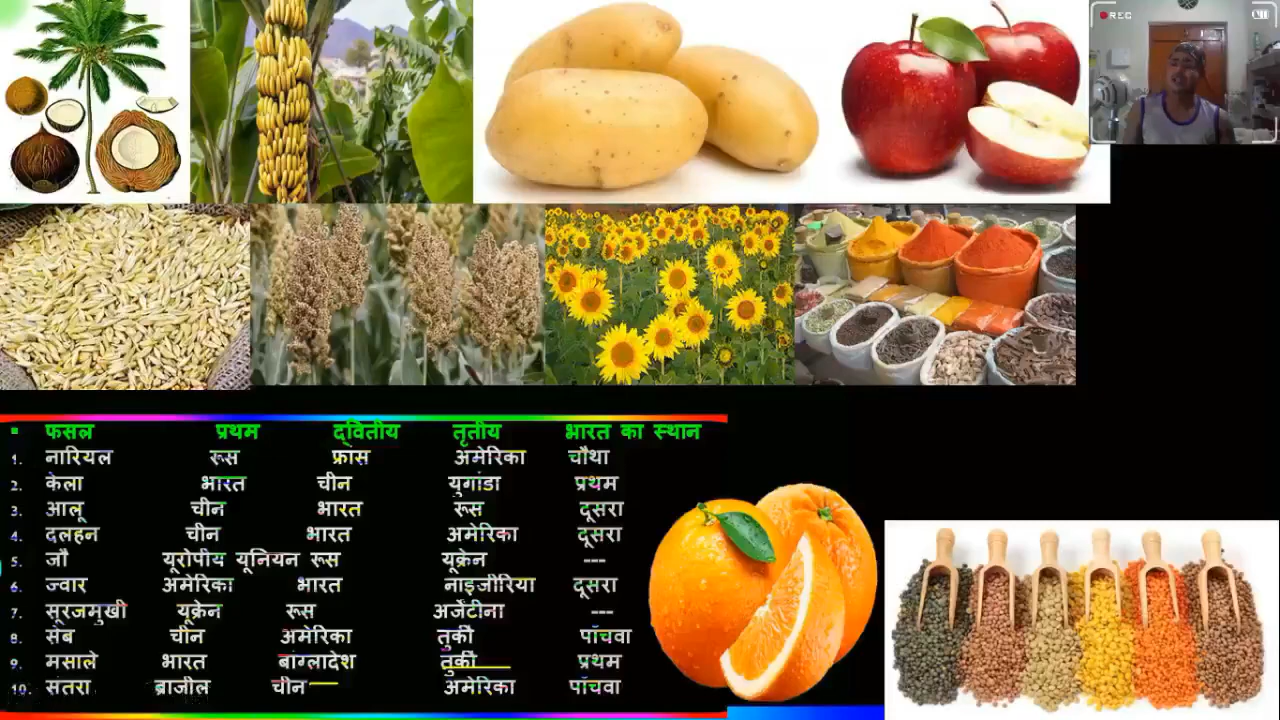 REC
▪ फसल प्रथम द्वितीय तृतीय भारत का स्थान
1. नारियल रूस फ्रांस अमेरिका चौथा
2. केला भारत चीन युगांडा प्रथम
3. आलू चीन भारत रूस दूसरा
4. दलहन चीन भारत अमेरिका दूसरा
5. जौ यूरोपीय यूनियन रूस यूक्रेन ---
6. ज्वार अमेरिका भारत नाइजीरिया दूसरा
7. सूरजमुखी यूक्रेन रूस अर्जेंटीना ---
8. सेब चीन अमेरिका तुर्की पाँचवा
9. मसाले भारत बांग्लादेश तुर्की प्रथम
10. संतरा ब्राजील चीन अमेरिका पाँचवा